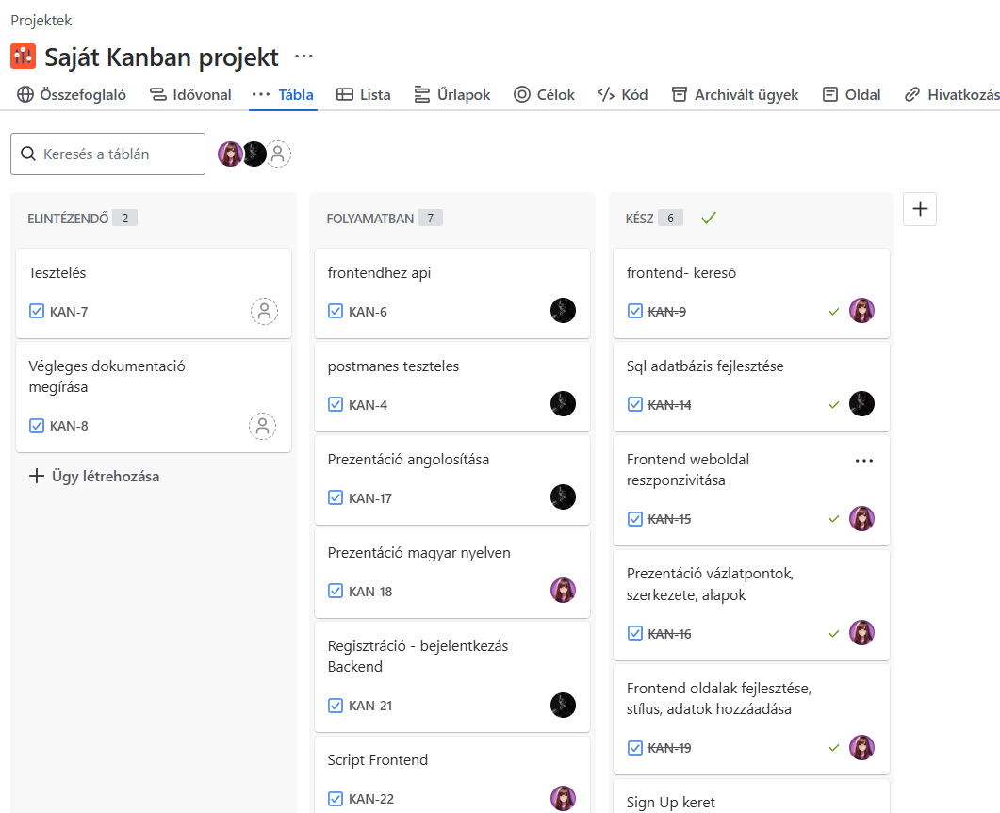 Projektek
Saját Kanban projekt
Összefoglaló Idővonal Tábla Lista Űrlapok Célok Kód Archivált ügyek Oldal Hivatkozás
Keresés a táblán
ELINTÉZENDŐ 2
Tesztelés
KAN-7
Végleges dokumentació
megírása
KAN-8
Ügy létrehozása
FOLYAMATBAN 7
frontendhez api
KAN-6
postmanes teszteles
KAN-4
Prezentáció angolosítása
KAN-17
Prezentáció magyar nyelven
KAN-18
Regisztráció - bejelentkezés
Backend
KAN-21
Script Frontend
KAN-22
KÉSZ 6
frontend- kereső
KAN-9
Sql adatbázis fejlesztése
KAN-14
Frontend weboldal
reszponzivitása
KAN-15
Prezentáció vázlatpontok,
szerkezete, alapok
KAN-16
Frontend oldalak fejlesztése,
stílus, adatok hozzáadása
KAN-19
Sign Up keret